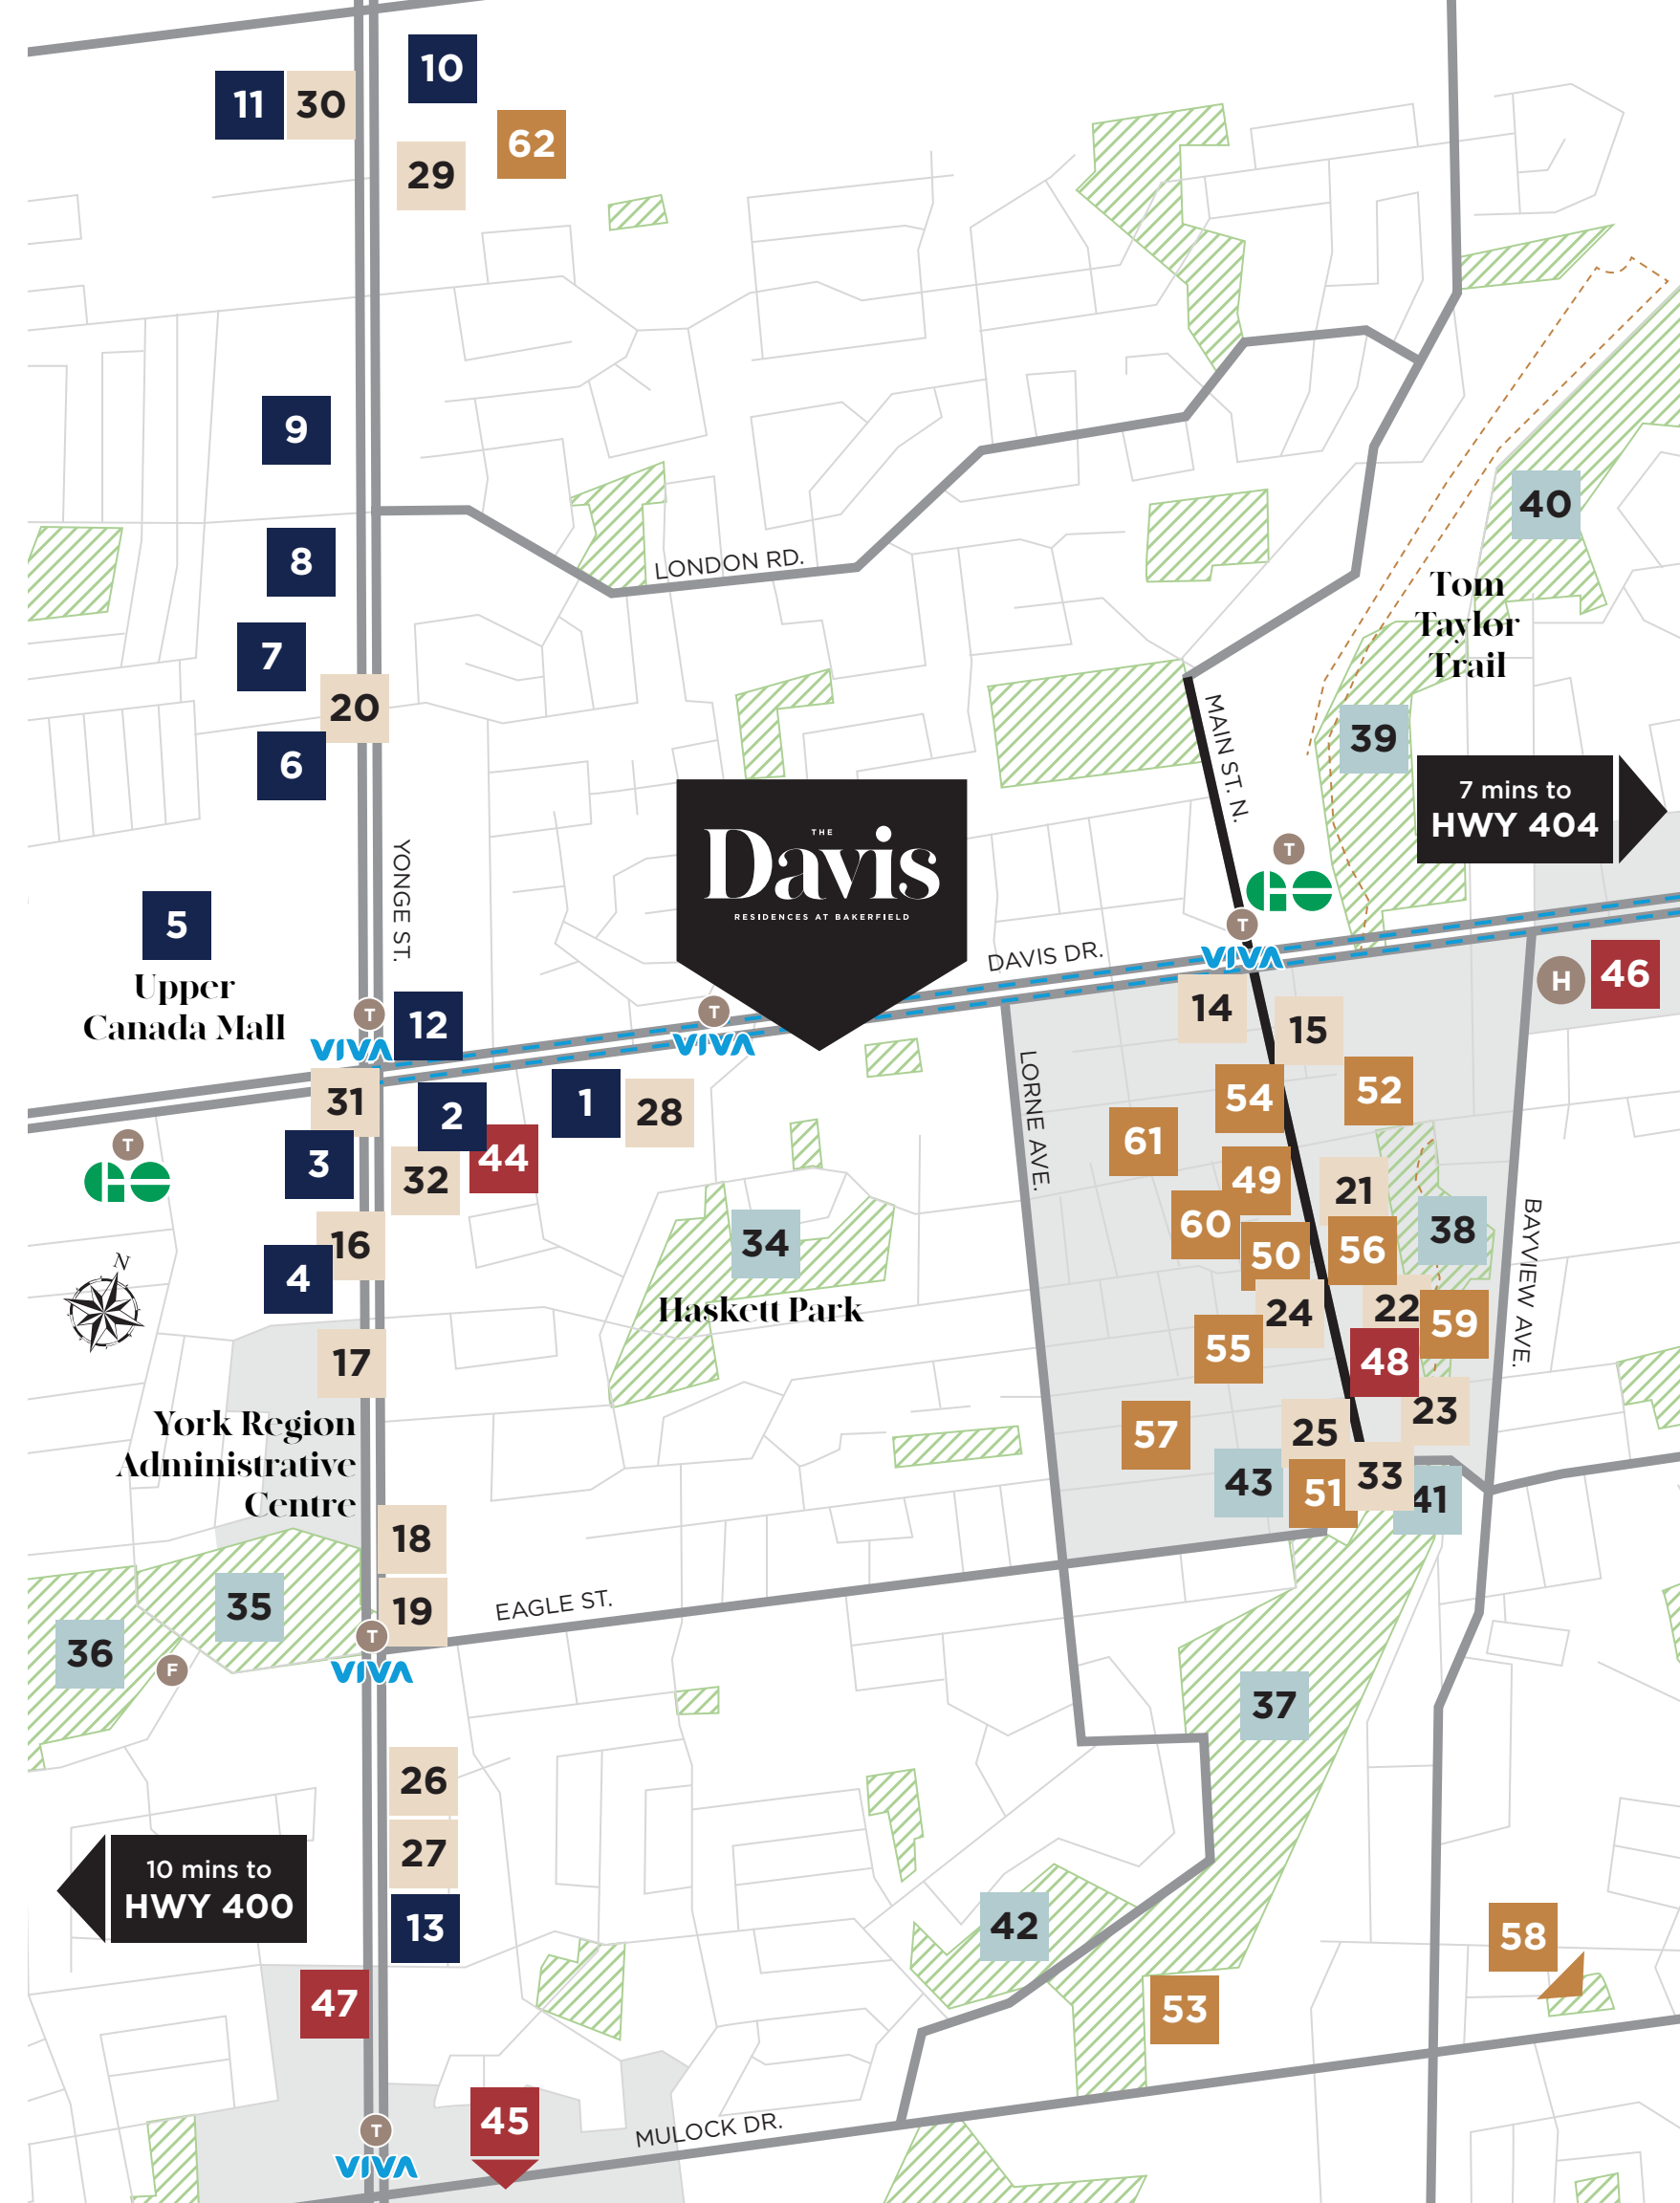 10
11
30
62
29
9
40
8
LONDON RD.
Tom
Taylor
Trail
7
20
MAIN ST. N.
39
6
7 mins to
HWY 404
THE
Davis
RESIDENCES AT BAKERFIELD
YONGE ST.
T
GO
5
T
VIVA
DAVIS DR.
H
46
Upper
Canada Mall
T
VIVA
12
T
VIVA
14
15
31
2
1
28
LORNE AVE.
54
52
T
GO
3
32
44
61
49
21
16
34
60
50
56
38
BAYVIEW AVE.
N
4
Haskett Park
24
22
59
17
55
48
York Region
Administrative
Centre
57
25
23
43
51
33
41
18
35
19
EAGLE ST.
36
F
T
VIVA
37
26
10 mins to
HWY 400
27
13
42
58
47
53
45
MULOCK DR.
T
VIVA